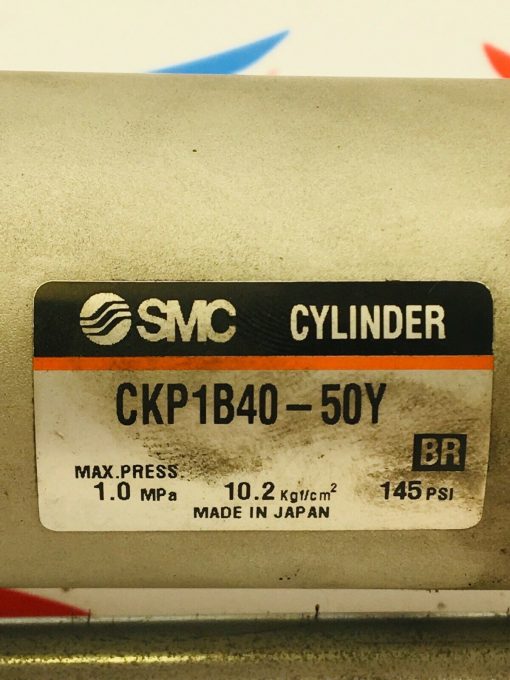 SMC CYLINDER
CKP1B40-50Y
BR
MAX.PRESS.
1.0 MPa 10.2 Kgf/cm² 145 PSI
MADE IN JAPAN